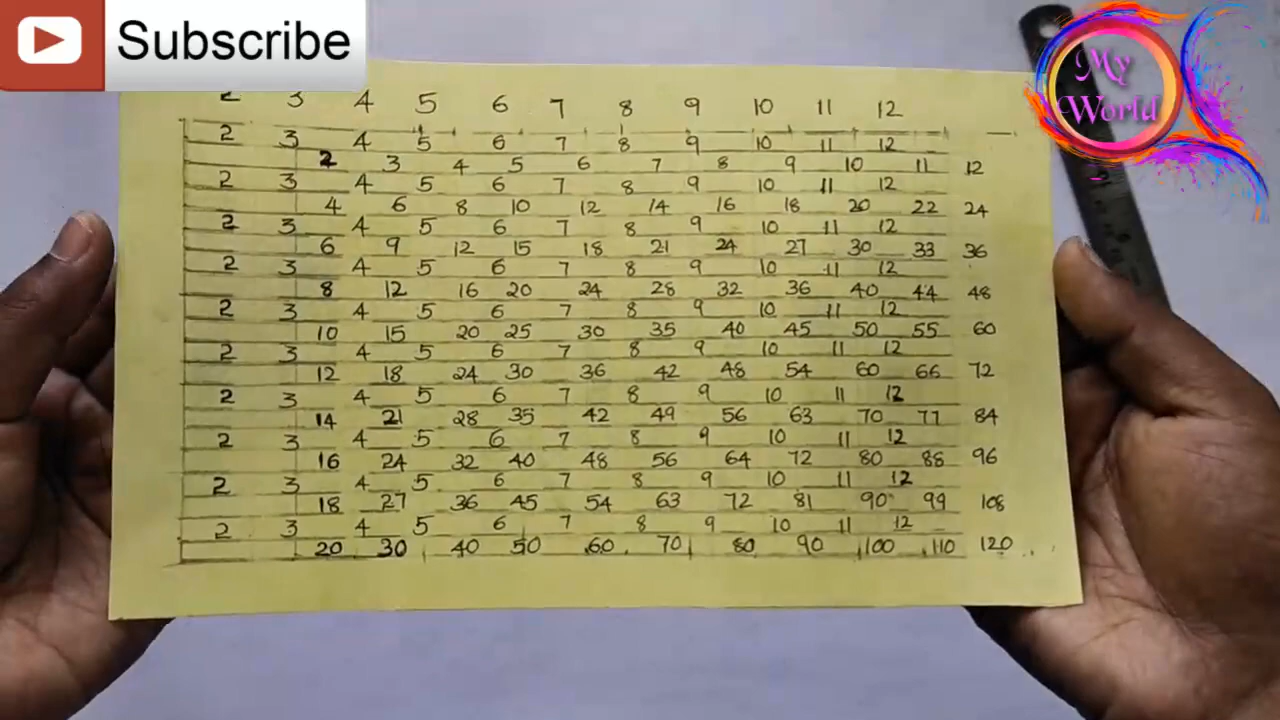 Subscribe
My
World
2 3 4 5 6 7 8 9 10 11 12
2 3 4 5 6 7 8 9 10 11 12
2 3 4 5 6 7 8 9 10 11 12
2 3 4 5 6 7 8 9 10 11 12
4 6 8 10 12 14 16 18 20 22 24
2 3 4 5 6 7 8 9 10 11 12
6 9 12 15 18 21 24 27 30 33 36
2 3 4 5 6 7 8 9 10 11 12
8 12 16 20 24 28 32 36 40 44 48
2 3 4 5 6 7 8 9 10 11 12
10 15 20 25 30 35 40 45 50 55 60
2 3 4 5 6 7 8 9 10 11 12
12 18 24 30 36 42 48 54 60 66 72
2 3 4 5 6 7 8 9 10 11 12
14 21 28 35 42 49 56 63 70 77 84
2 3 4 5 6 7 8 9 10 11 12
16 24 32 40 48 56 64 72 80 88 96
2 3 4 5 6 7 8 9 10 11 12
18 27 36 45 54 63 72 81 90 99 108
2 3 4 5 6 7 8 9 10 11 12
20 30 40 50 60 70 80 90 100 110 120